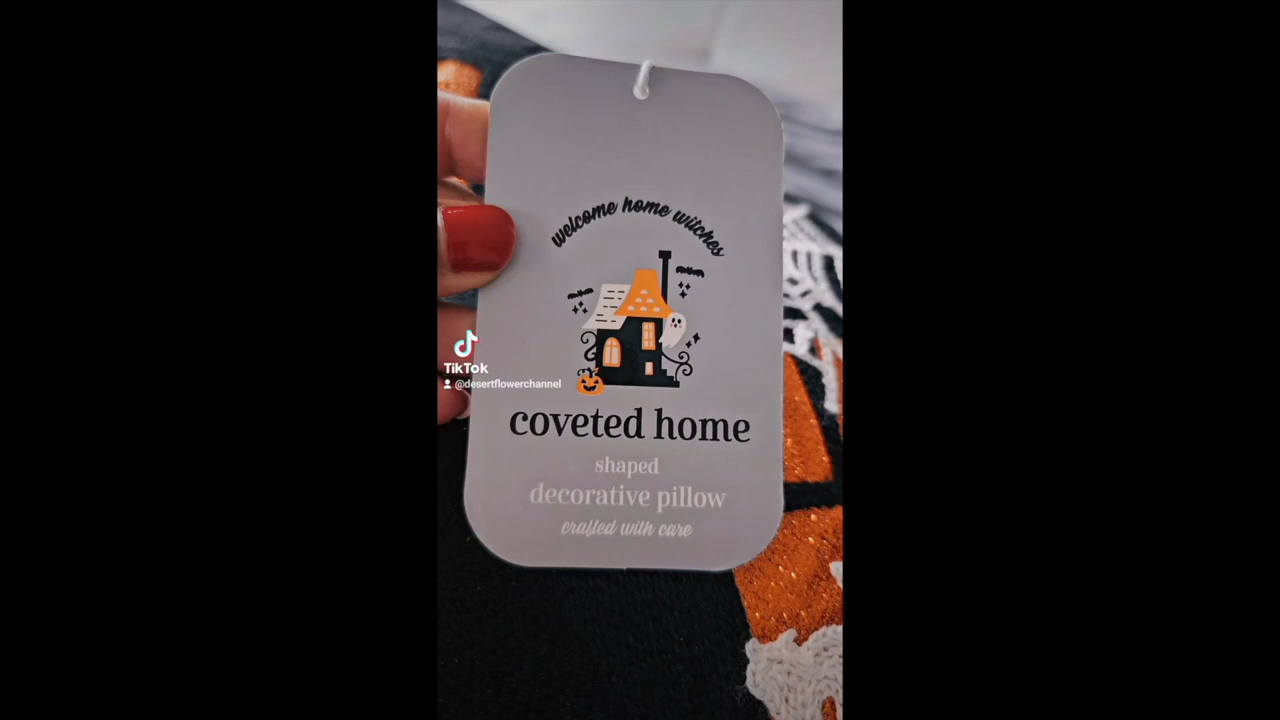 welcome home witches
TikTok
@desertflowerchannel
coveted home
shaped
decorative pillow
crafted with care